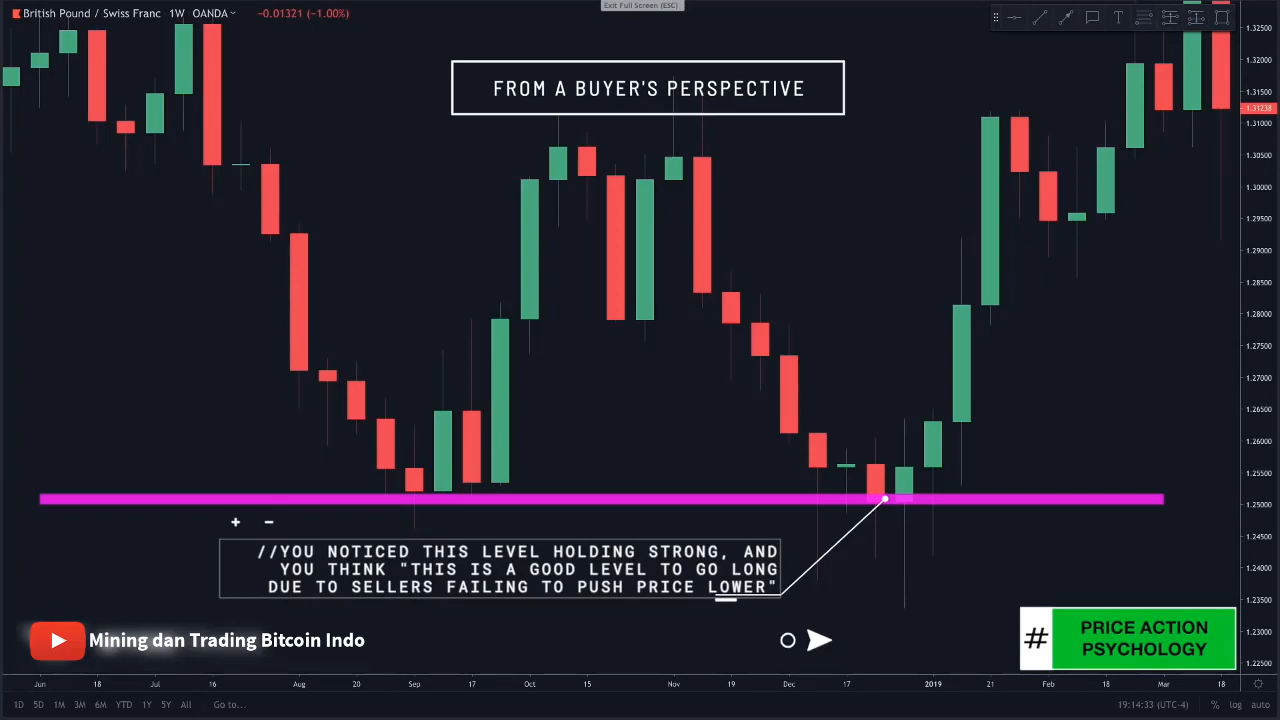 Exit Full Screen (ESC)
British Pound / Swiss Franc 1W OANDA −0.01321 (−1.00%)
FROM A BUYER'S PERSPECTIVE
1.32500
1.32000
1.31238
1.31000
1.30500
1.30000
1.29500
1.29000
1.28500
1.28000
1.27500
1.27000
1.26500
1.26000
1.25500
1.25000
1.24500
1.24000
1.23500
1.23000
1.22500
+ −
//YOU NOTICED THIS LEVEL HOLDING STRONG, AND
YOU THINK "THIS IS A GOOD LEVEL TO GO LONG
DUE TO SELLERS FAILING TO PUSH PRICE LOWER"
Mining dan Trading Bitcoin Indo
# PRICE ACTION
PSYCHOLOGY
Jun 18 Jul 16 Aug 20 Sep 17 Oct 15 Nov 19 Dec 17 2019 21 Feb 18 Mar 18
1D 5D 1M 3M 6M YTD 1Y 5Y All Go to... 19:14:33 (UTC-4) % log auto